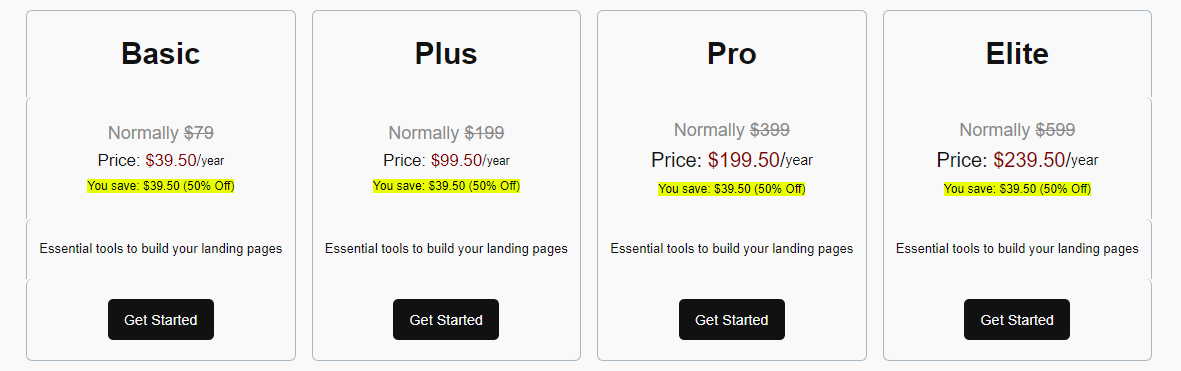 Basic
Normally $79
Price: $39.50/year
You save: $39.50 (50% Off)
Essential tools to build your landing pages
Get Started
Plus
Normally $199
Price: $99.50/year
You save: $39.50 (50% Off)
Essential tools to build your landing pages
Get Started
Pro
Normally $399
Price: $199.50/year
You save: $39.50 (50% Off)
Essential tools to build your landing pages
Get Started
Elite
Normally $599
Price: $239.50/year
You save: $39.50 (50% Off)
Essential tools to build your landing pages
Get Started